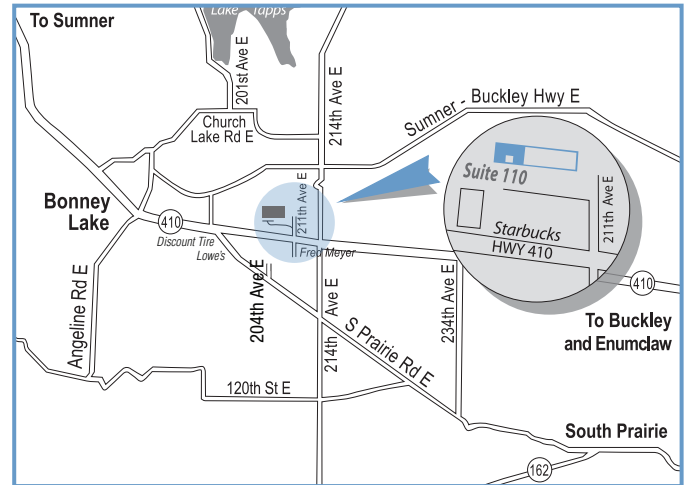 Lake Tapps
To Sumner
201st Ave E
214th Ave E
Church
Lake Rd E
Sumner - Buckley Hwy E
Suite 110
211th Ave E
211th Ave E
Bonney
Lake
410
Discount Tire
Lowe's
Fred Meyer
Starbucks
HWY 410
410
To Buckley
and Enumclaw
Angeline Rd E
204th Ave E
214th Ave E
S Prairie Rd E
234th Ave E
120th St E
South Prairie
162